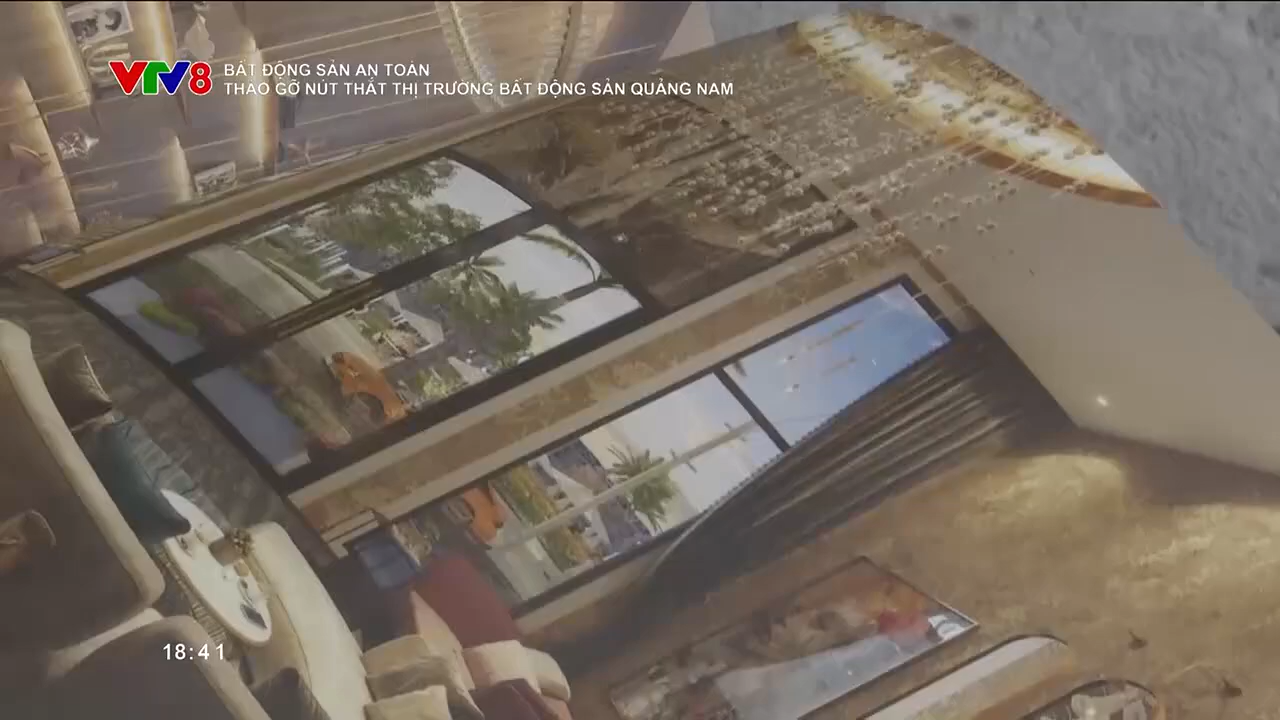 VTV8
BẤT ĐỘNG SẢN AN TOÀN
THÁO GỠ NÚT THẮT THỊ TRƯỜNG BẤT ĐỘNG SẢN QUẢNG NAM
18:41